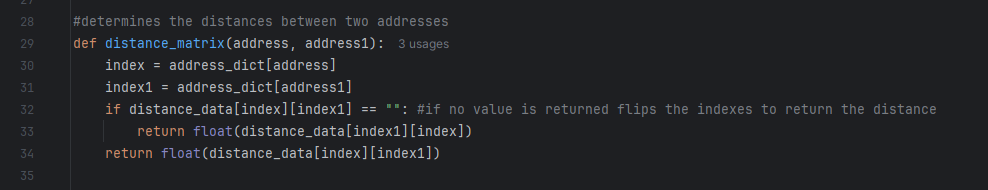 27
28 #determines the distances between two addresses
29 def distance_matrix(address, address1): 3 usages
30 index = address_dict[address]
31 index1 = address_dict[address1]
32 if distance_data[index][index1] == "": #if no value is returned flips the indexes to return the distance
33 return float(distance_data[index1][index])
34 return float(distance_data[index][index1])
35